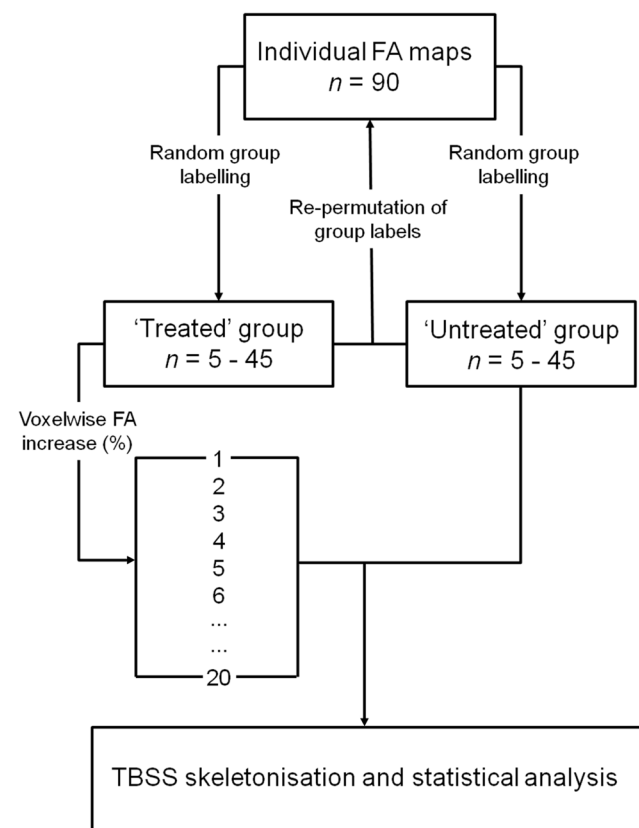 Individual FA maps
n = 90
Random group
labelling
Random group
labelling
Re-permutation of
group labels
‘Treated’ group
n = 5 - 45
‘Untreated’ group
n = 5 - 45
Voxelwise FA
increase (%)
1
2
3
4
5
6
...
...
20
TBSS skeletonisation and statistical analysis